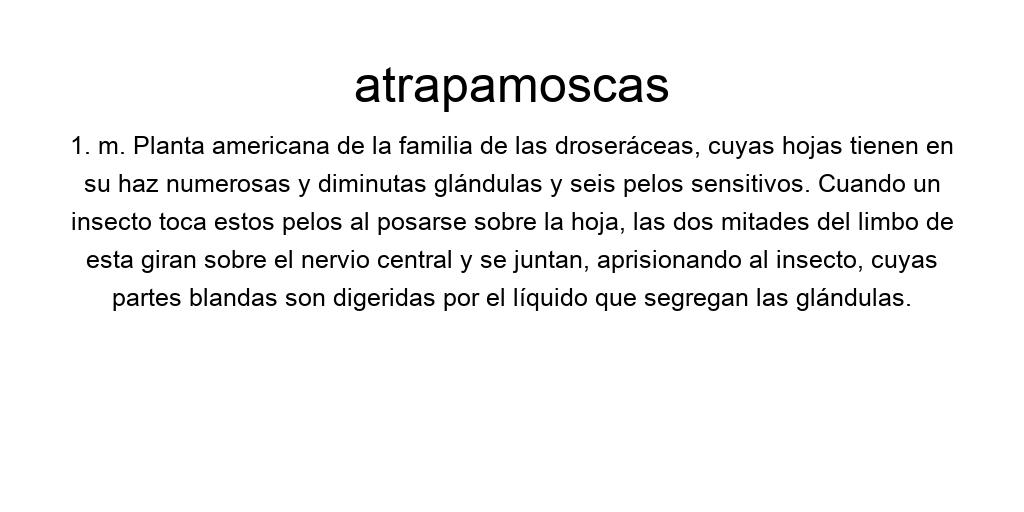 atrapamoscas
1. m. Planta americana de la familia de las droseráceas, cuyas hojas tienen en
su haz numerosas y diminutas glándulas y seis pelos sensitivos. Cuando un
insecto toca estos pelos al posarse sobre la hoja, las dos mitades del limbo de
esta giran sobre el nervio central y se juntan, aprisionando al insecto, cuyas
partes blandas son digeridas por el líquido que segregan las glándulas.